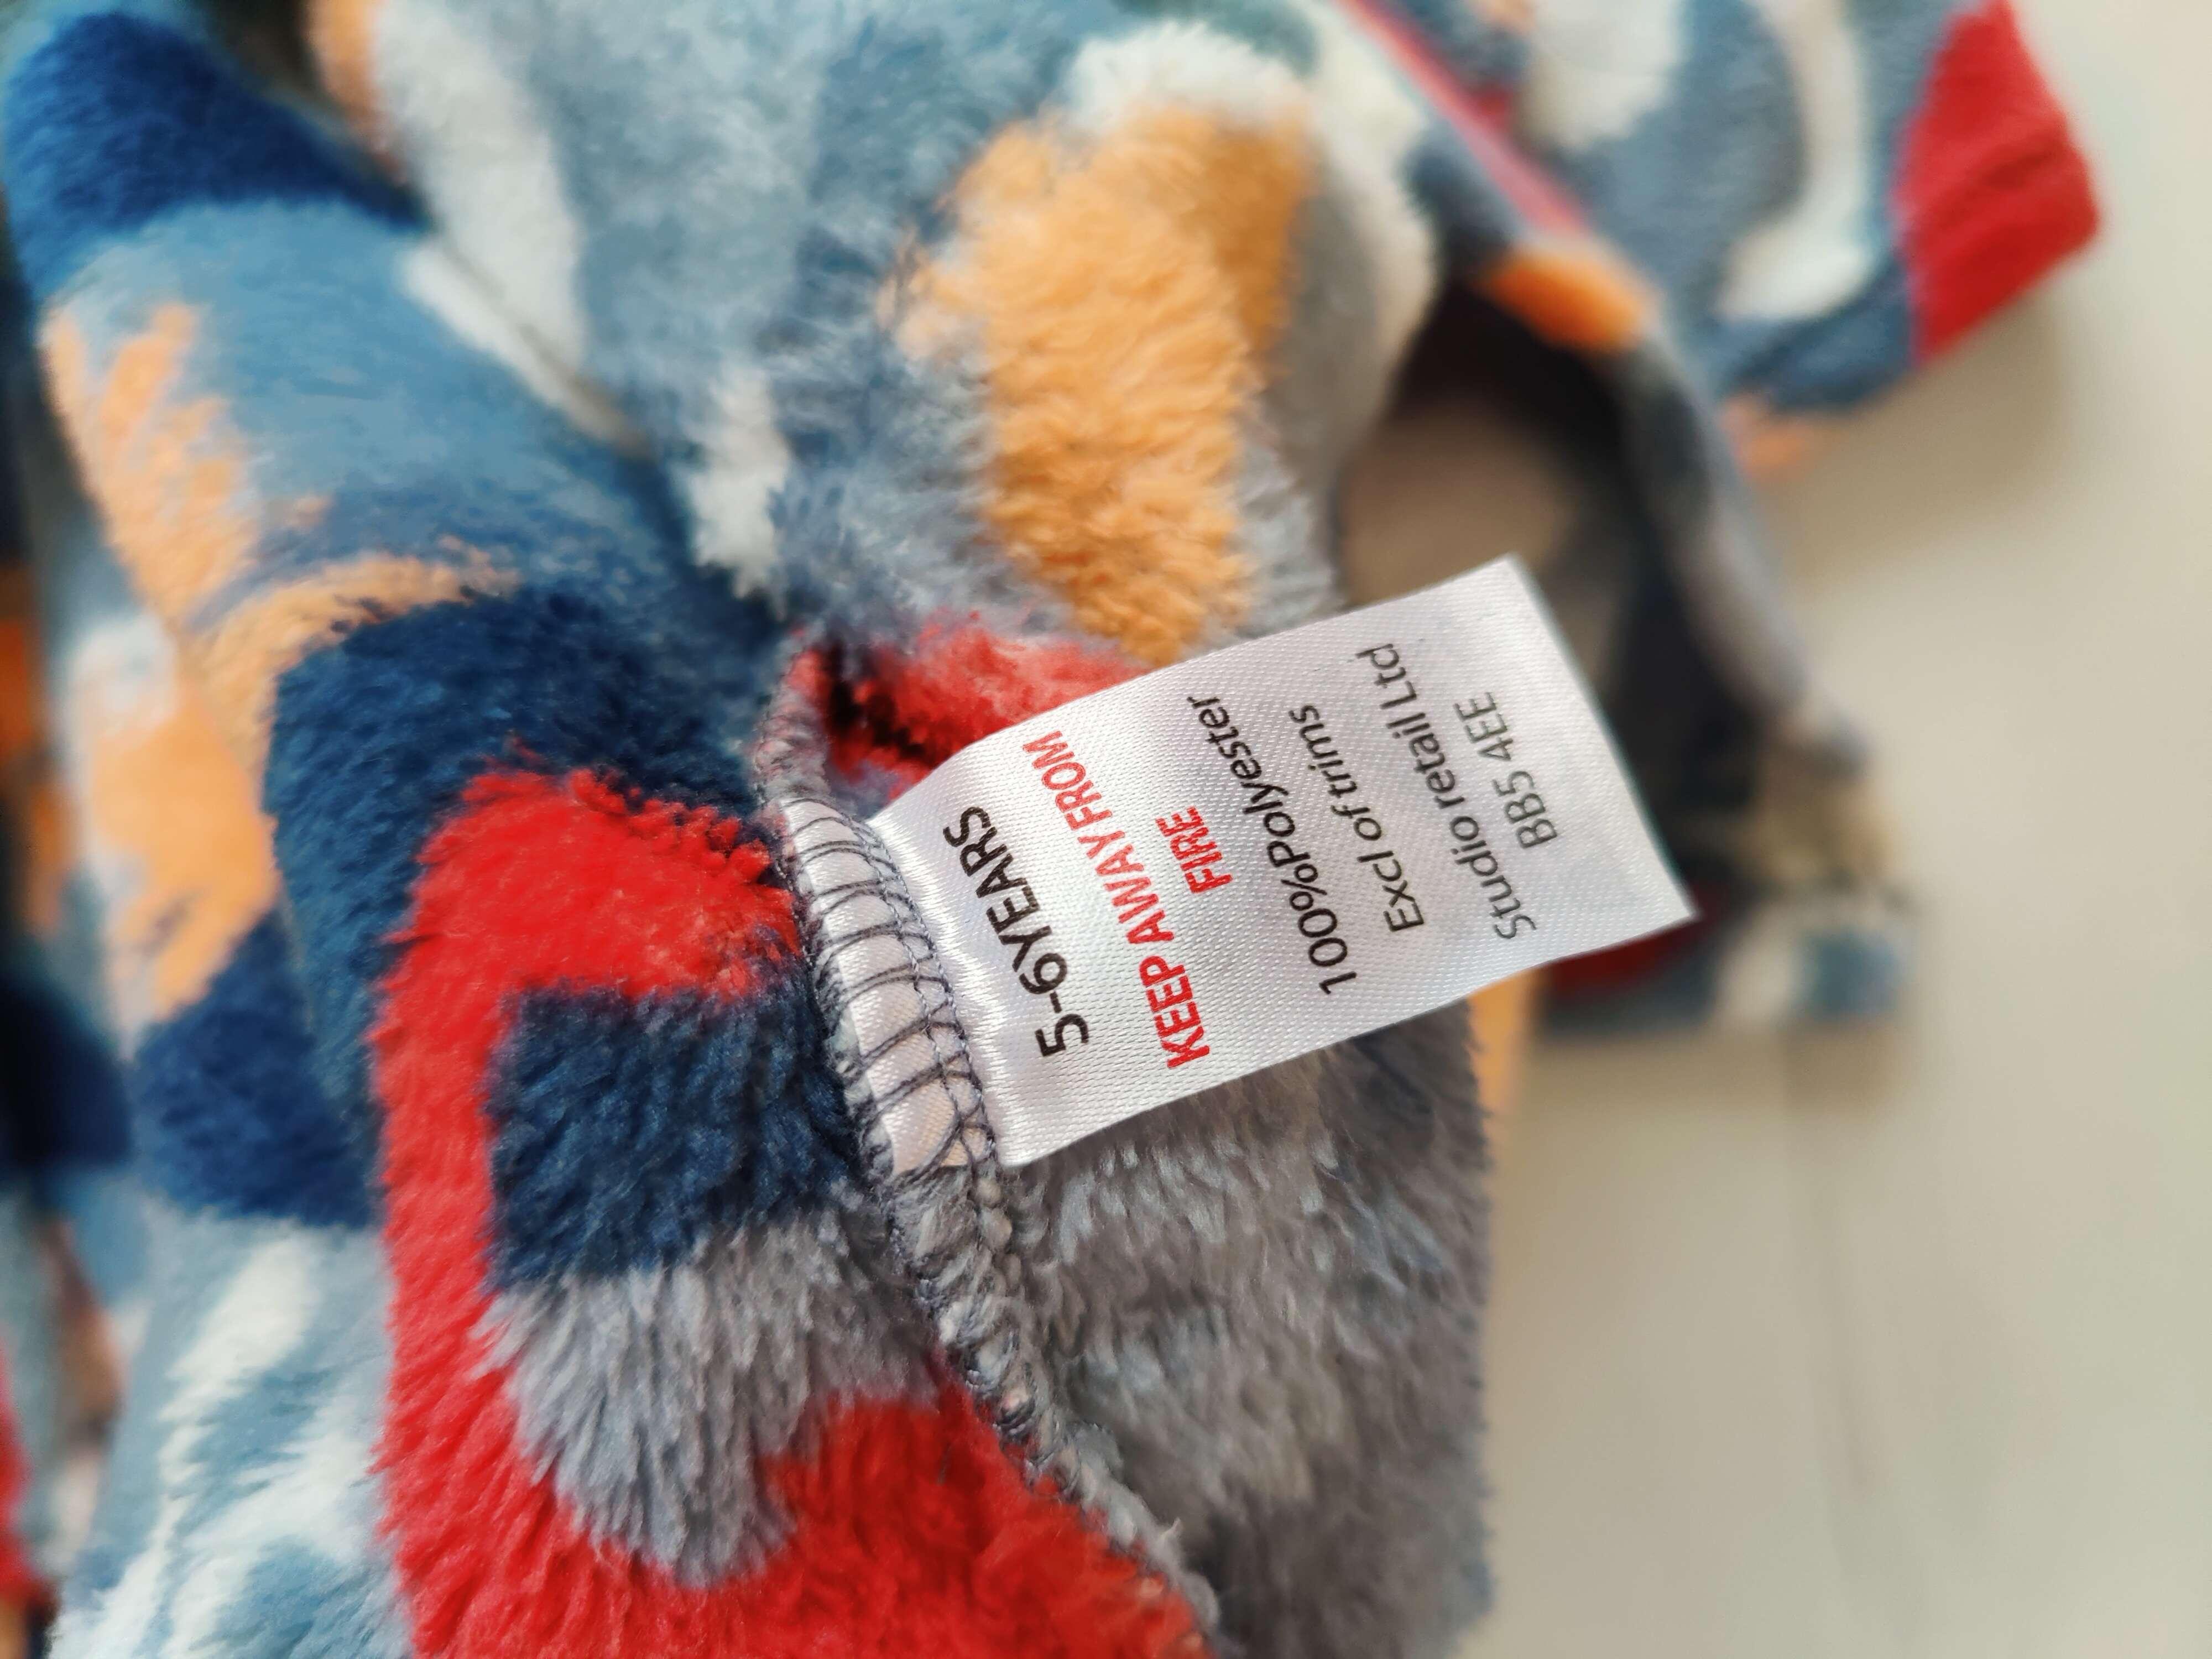 5-6YEARS
KEEP AWAY FROM
FIRE
100%Polyester
Excl of trims
Studio retail Ltd
BB5 4EE